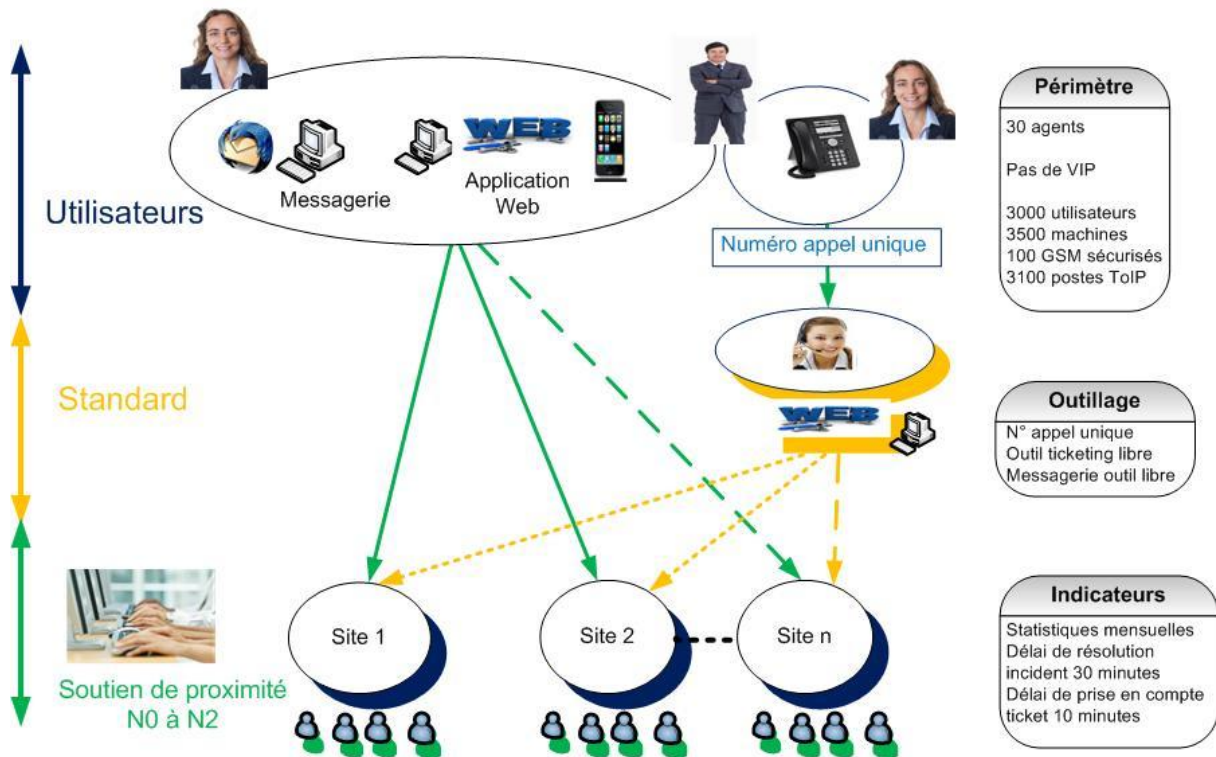 Utilisateurs
Messagerie
WEB
Application
Web
Numéro appel unique
Standard
WEB
Soutien de proximité
N0 à N2
Site 1
Site 2
Site n
Périmètre
30 agents
Pas de VIP
3000 utilisateurs
3500 machines
100 GSM sécurisés
3100 postes ToIP
Outillage
N° appel unique
Outil ticketing libre
Messagerie outil libre
Indicateurs
Statistiques mensuelles
Délai de résolution
incident 30 minutes
Délai de prise en compte
ticket 10 minutes